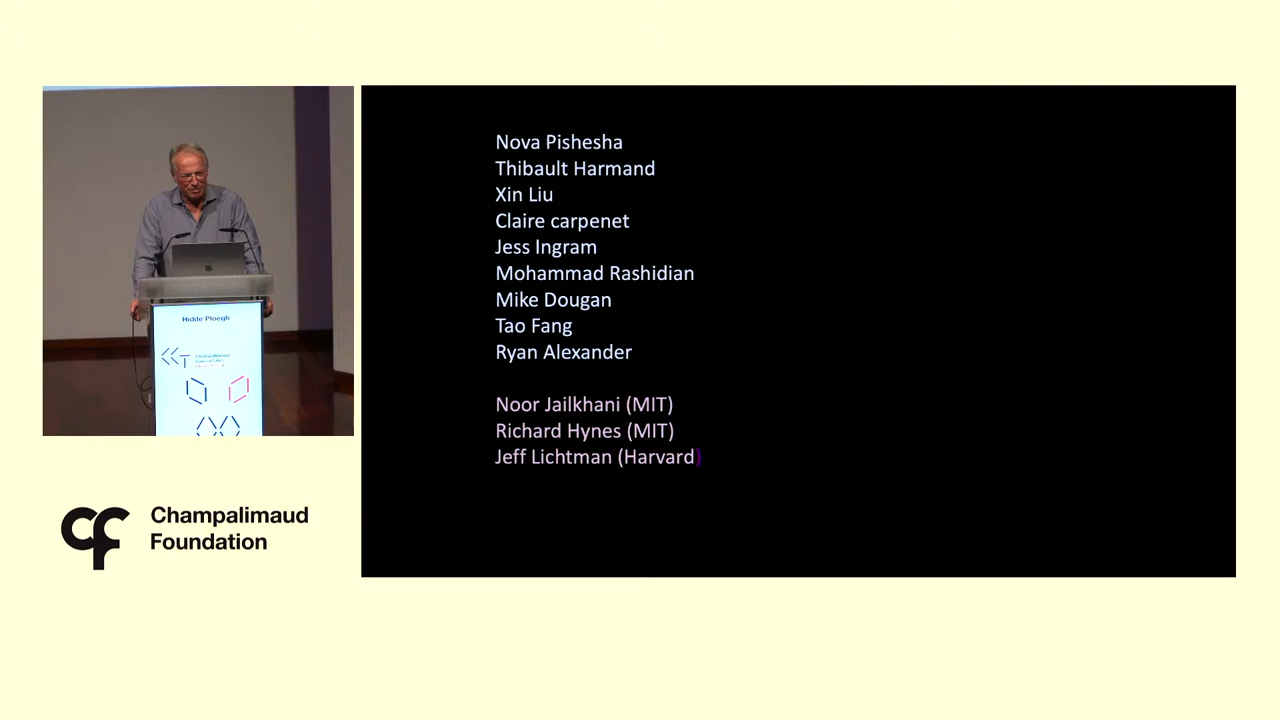 Nova Pishesha
Thibault Harmand
Xin Liu
Claire carpenet
Jess Ingram
Mohammad Rashidian
Mike Dougan
Tao Fang
Ryan Alexander
Noor Jailkhani (MIT)
Richard Hynes (MIT)
Jeff Lichtman (Harvard)
Hidde Ploegh
Champalimaud
Foundation